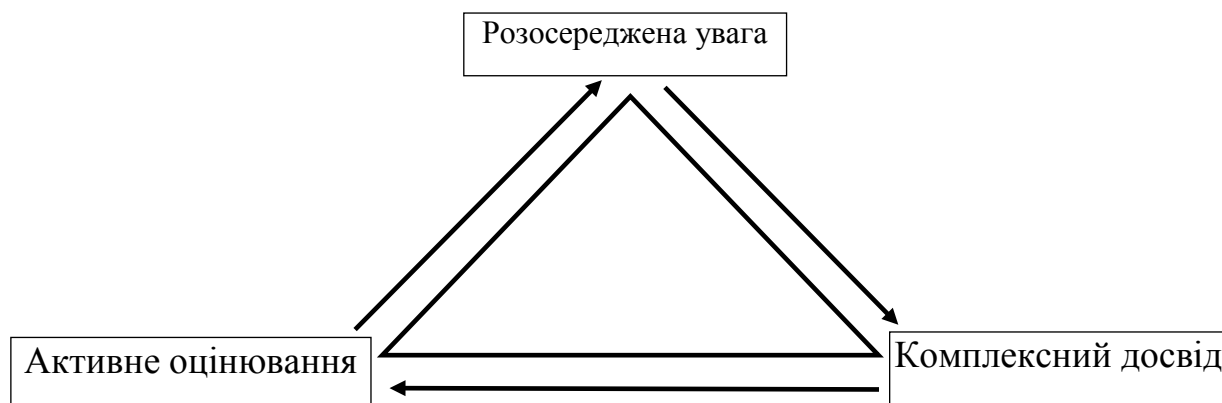 Розосереджена увага
Активне оцінювання
Комплексний досвід